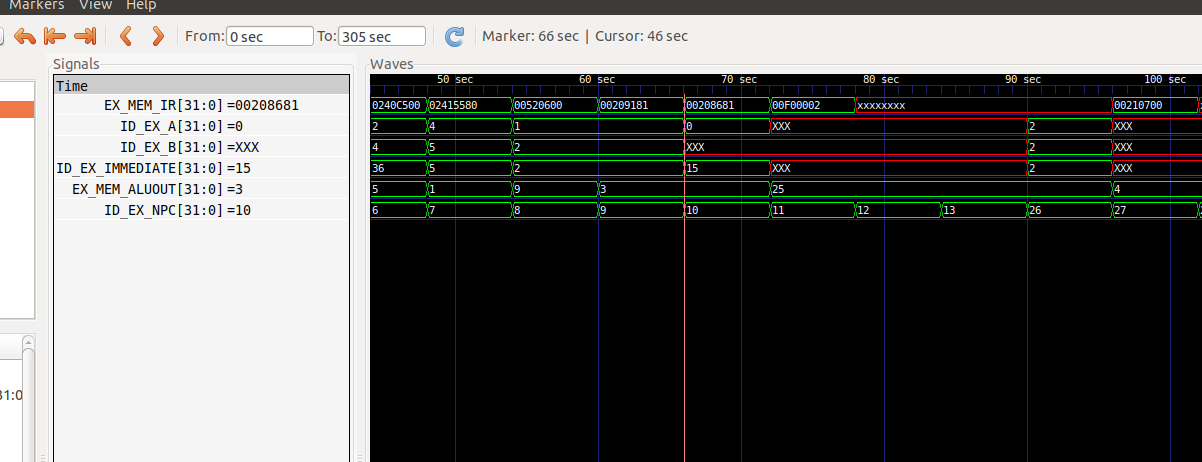 Markers View Help
From: 0 sec To: 305 sec Marker: 66 sec | Cursor: 46 sec
Signals Waves
Time 50 sec 60 sec 70 sec 80 sec 90 sec 100 sec
EX_MEM_IR[31:0] =00208681 0240C500 02415580 00520600 00209181 00208681 00F00002 xxxxxxxx 00210700
ID_EX_A[31:0] =0 2 4 1 0 XXX 2 XXX
ID_EX_B[31:0] =XXX 4 5 2 XXX 2 XXX
ID_EX_IMMEDIATE[31:0] =15 36 5 2 15 XXX 2 XXX
EX_MEM_ALUOUT[31:0] =3 5 1 9 3 25 4
ID_EX_NPC[31:0] =10 6 7 8 9 10 11 12 13 26 27
31:0